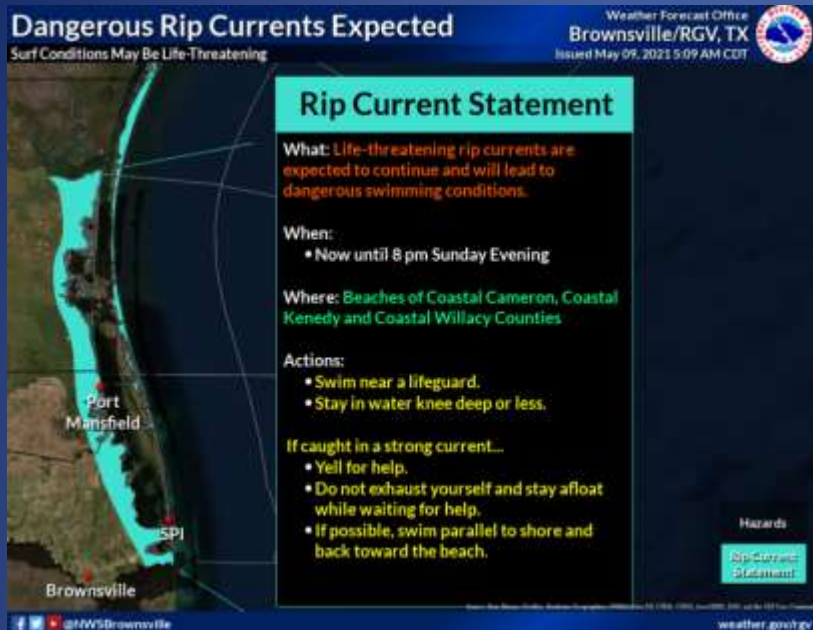 Dangerous Rip Currents Expected
Surf Conditions May Be Life-Threatening
Weather Forecast Office
Brownsville/RGV, TX
Issued May 09, 2021 5:09 AM CDT
Rip Current Statement
What: Life-threatening rip currents are
expected to continue and will lead to
dangerous swimming conditions.
When:
• Now until 8 pm Sunday Evening
Where: Beaches of Coastal Cameron, Coastal
Kenedy and Coastal Willacy Counties
Actions:
• Swim near a lifeguard.
• Stay in water knee deep or less.
If caught in a strong current...
• Yell for help.
• Do not exhaust yourself and stay afloat
while waiting for help.
• If possible, swim parallel to shore and
back toward the beach.
Port
Mansfield
SPI
Brownsville
Hazards
Rip Current
Statement
@NWSBrownsville
weather.gov/rgv